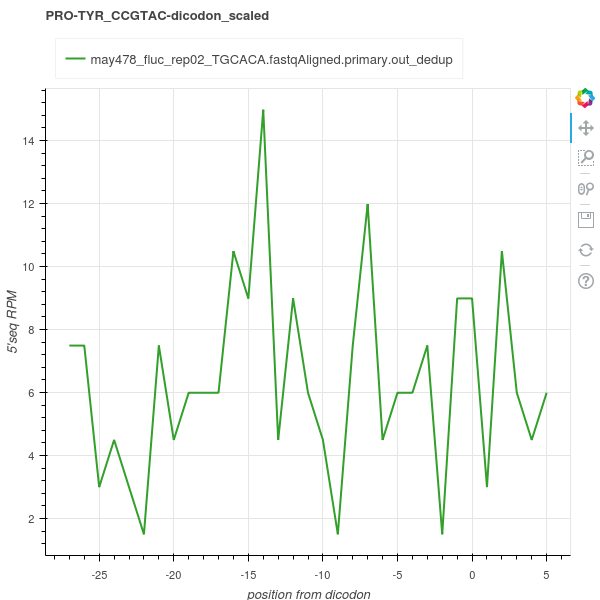 PRO-TYR_CCGTAC-dicodon_scaled
may478_fluc_rep02_TGCACA.fastqAligned.primary.out_dedup
14
12
10
8
6
4
2
5'seq RPM
-25 -20 -15 -10 -5 0 5
position from dicodon